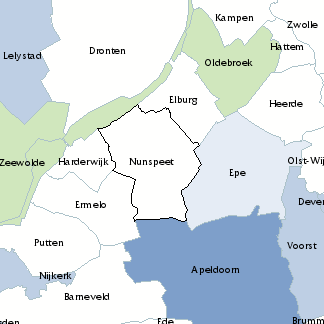 Kampen
Zwolle
Hattem
Dronten
Lelystad
Oldebroek
Elburg
Heerde
Zeewolde
Harderwijk
Nunspeet
Epe
Olst-Wij
Ermelo
Dever
Putten
Voorst
Nijkerk
Apeldoorn
Barneveld
Ede
Brumm